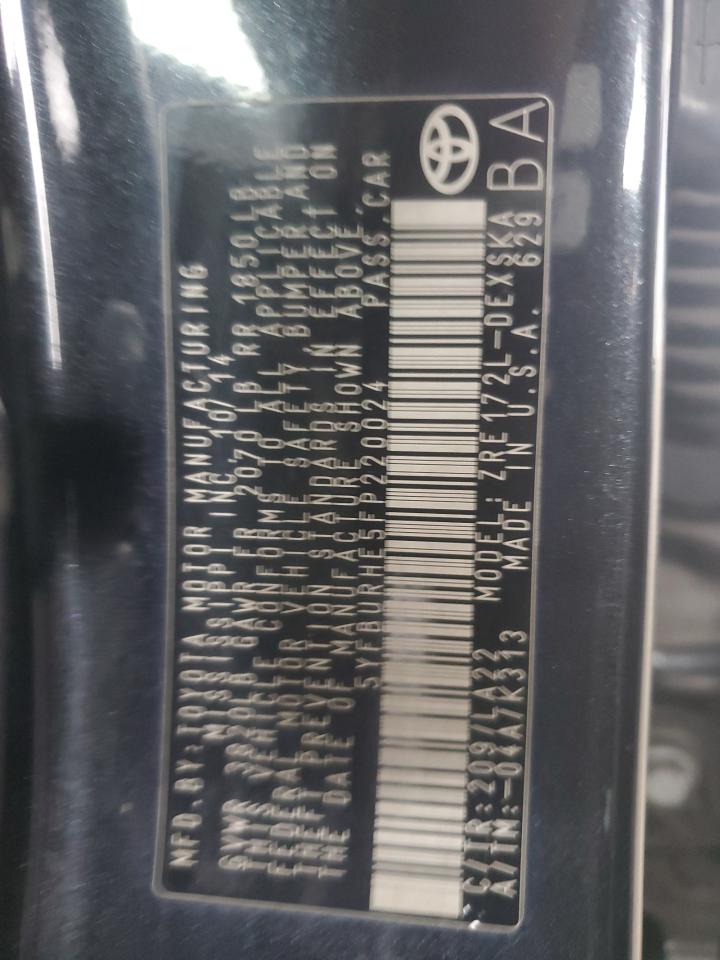 MFD.BY:TOYOTA MOTOR MANUFACTURING
MISSISSIPPI INC. 10/14
GVWR 3820LB GAWR FR 2070LB RR 1850LB
THIS VEHICLE CONFORMS TO ALL APPLICABLE
FEDERAL MOTOR VEHICLE SAFETY BUMPER AND
THEFT PREVENTION STANDARDS IN EFFECT ON
THE DATE OF MANUFACTURE SHOWN ABOVE.
5YFBURHE5FP220024 PASS.CAR
C/TR:209/LA22 MODEL:ZRE172L-DEXSKA
A/TM:-04A/K313 MADE IN U.S.A. 629
BA